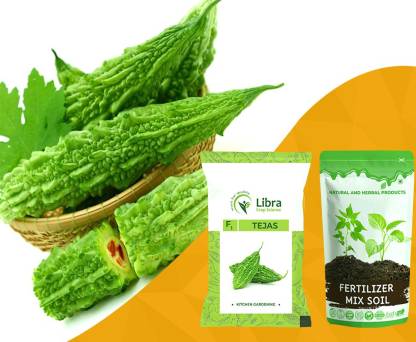 Libra
Crop Science
F1 TEJAS
• KITCHEN GARDENING •
NATURAL AND HERBAL PRODUCTS
FERTILIZER
MIX SOIL